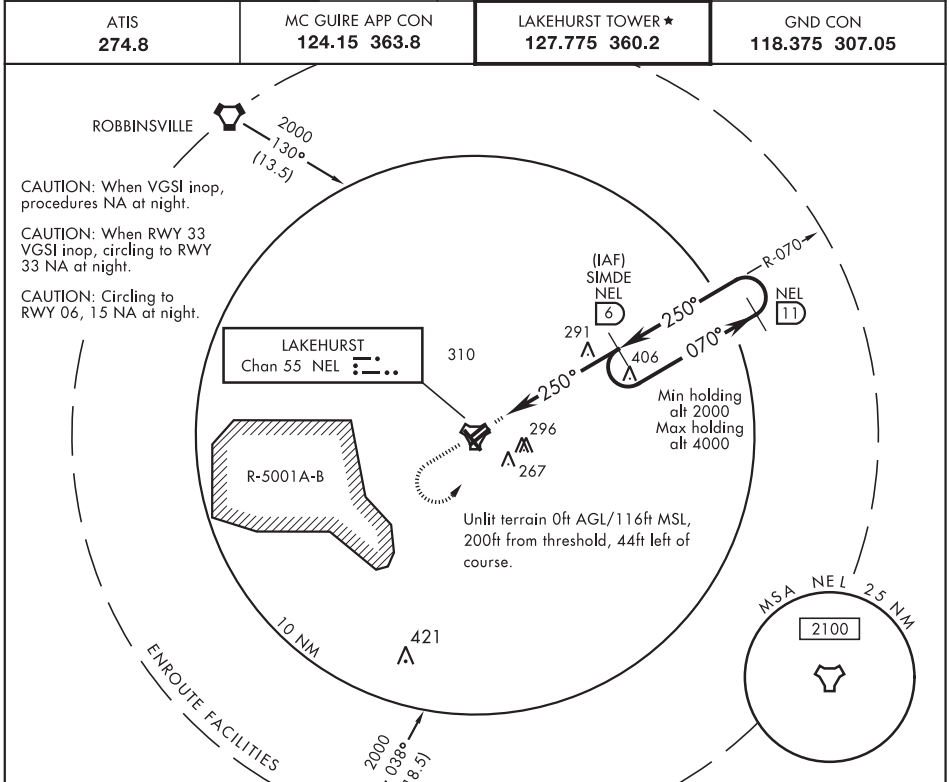 ATIS
274.8
MC GUIRE APP CON
124.15 363.8
LAKEHURST TOWER★
127.775 360.2
GND CON
118.375 307.05
ROBBINSVILLE
2000
130°
(13.5)
CAUTION: When VGSI inop,
procedures NA at night.
CAUTION: When RWY 33
VGSI inop, circling to RWY
33 NA at night.
CAUTION: Circling to
RWY 06, 15 NA at night.
(IAF)
SIMDE
NEL
6
R-070
NEL
11
250°
070°
291
406
LAKEHURST
Chan 55 NEL
310
250°
Min holding
alt 2000
Max holding
alt 4000
296
267
R-5001A-B
Unlit terrain 0ft AGL/116ft MSL,
200ft from threshold, 44ft left of
course.
MSA NEL 25 NM
2100
10 NM
421
ENROUTE FACILITIES
2000
038°